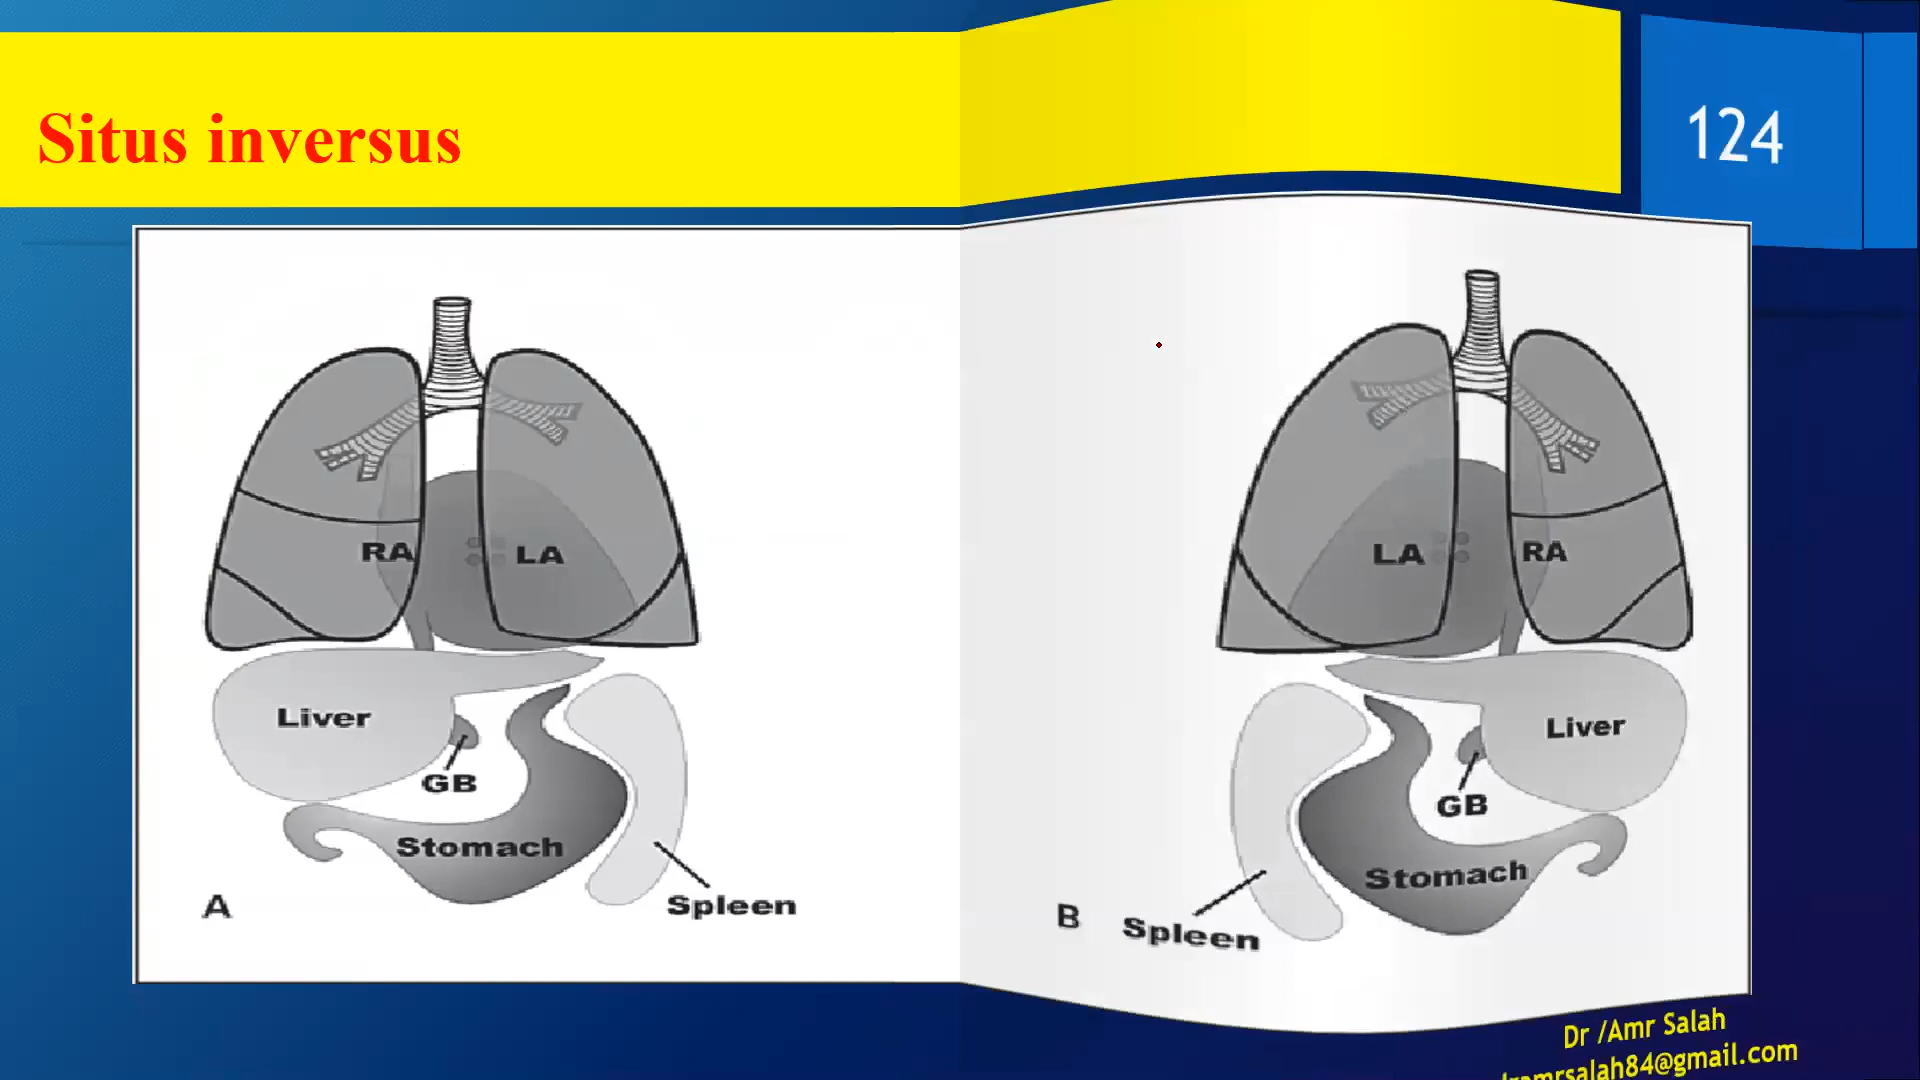 Situs inversus
124
RA
LA
Liver
GB
Stomach
Spleen
A
LA
RA
Liver
GB
Stomach
Spleen
B
Dr /Amr Salah